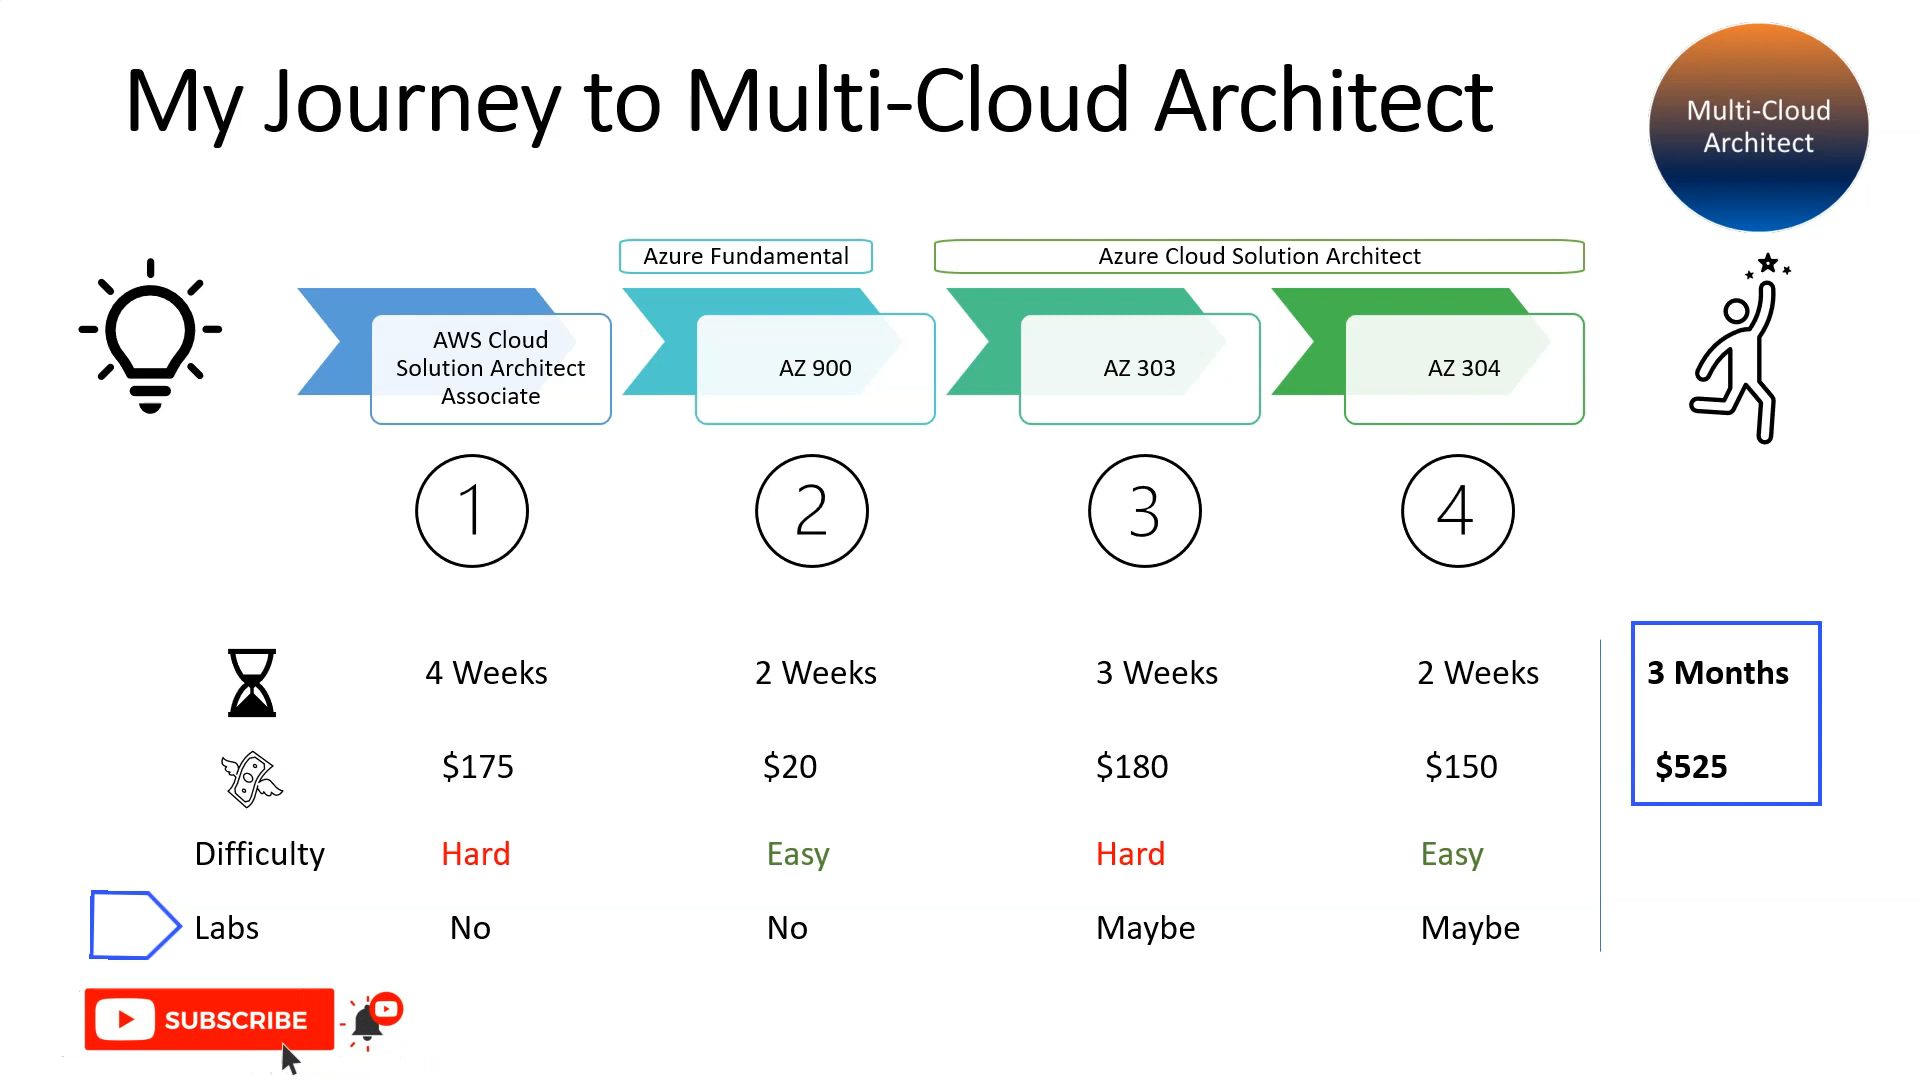 My Journey to Multi-Cloud Architect
Multi-Cloud
Architect
Azure Fundamental
Azure Cloud Solution Architect
AWS Cloud
Solution Architect
Associate
AZ 900
AZ 303
AZ 304
1
2
3
4
4 Weeks
2 Weeks
3 Weeks
2 Weeks
3 Months
$175
$20
$180
$150
$525
Difficulty
Hard
Easy
Hard
Easy
Labs
No
No
Maybe
Maybe
SUBSCRIBE